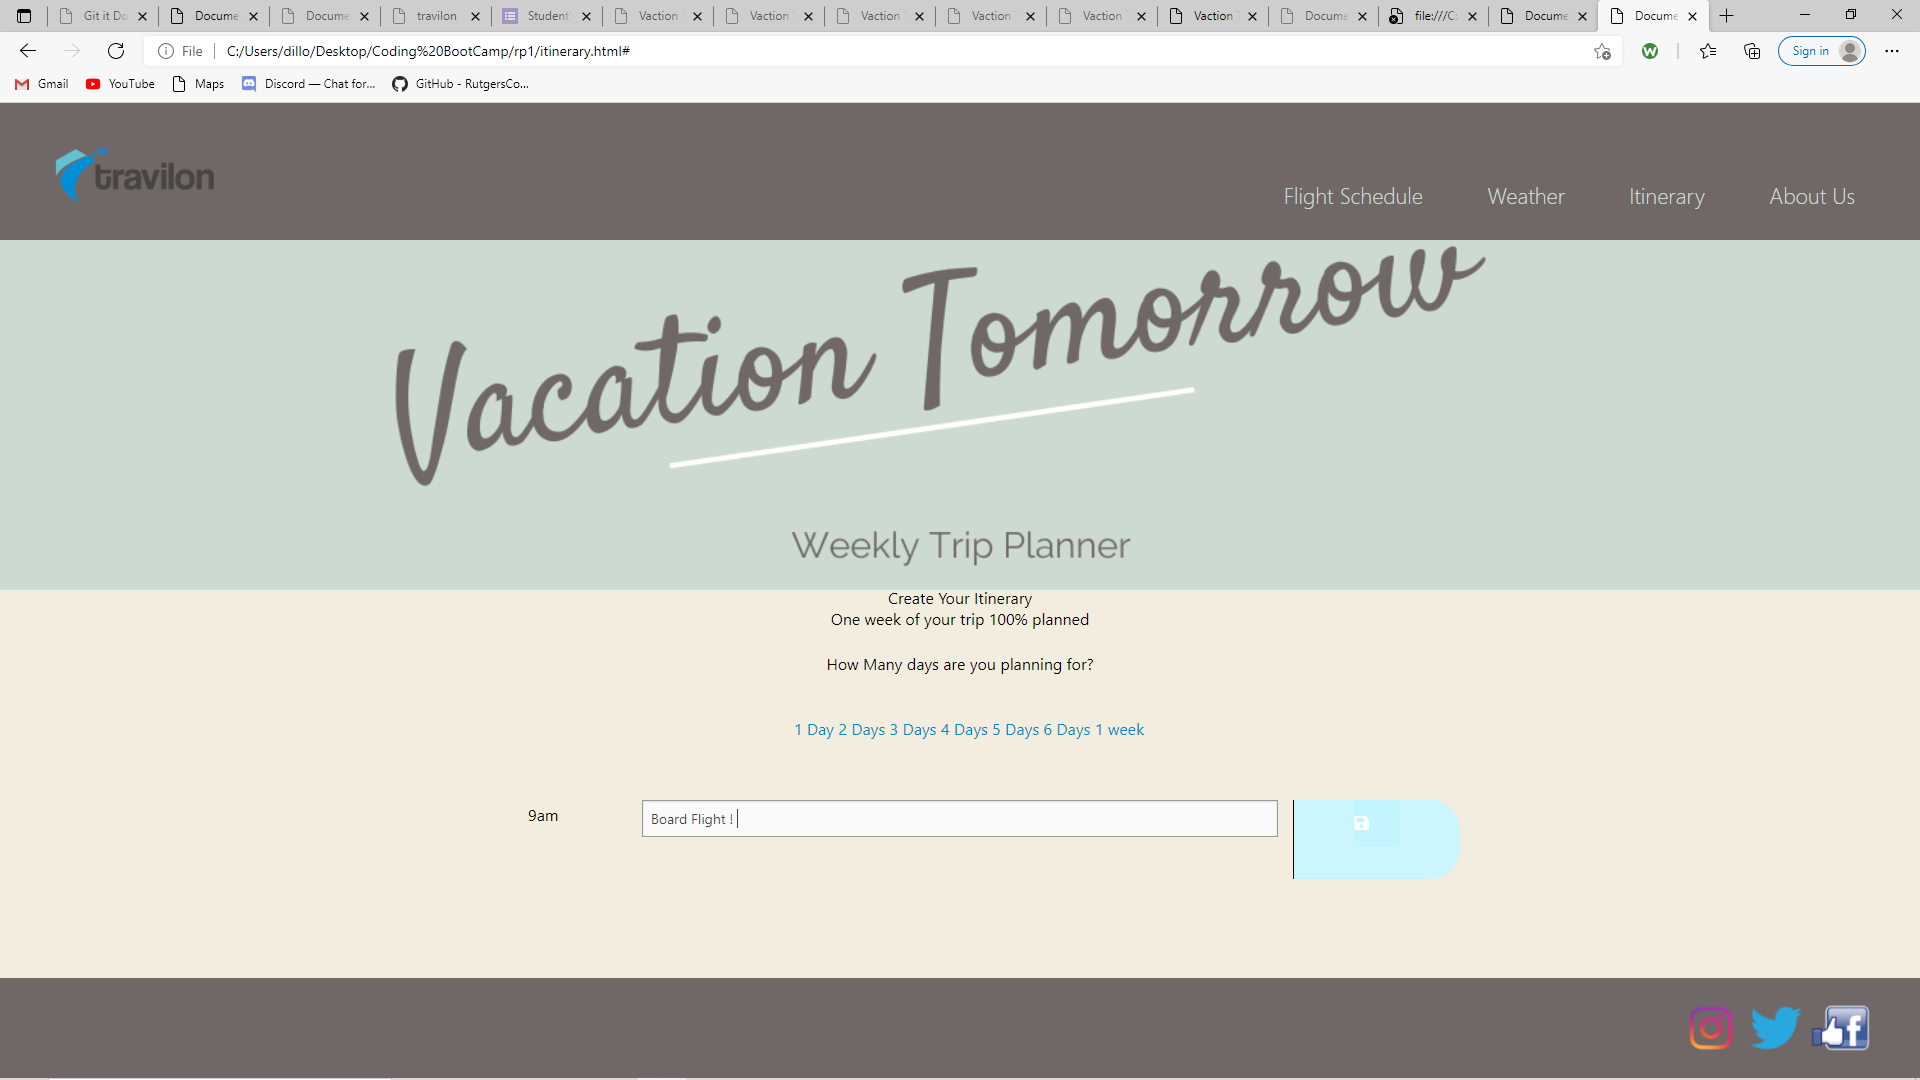 Git it Do
Docume
Docume
travilon
Student
Vaction
Vaction
Vaction
Vaction
Vaction
Vaction
Docume
file:///C:
Docume
Docume
File
C:/Users/dillo/Desktop/Coding%20BootCamp/rp1/itinerary.html#
Sign in
Gmail
YouTube
Maps
Discord — Chat for...
GitHub - RutgersCo...
travilon
Flight Schedule
Weather
Itinerary
About Us
Vacation Tomorrow
Weekly Trip Planner
Create Your Itinerary
One week of your trip 100% planned
How Many days are you planning for?
1 Day 2 Days 3 Days 4 Days 5 Days 6 Days 1 week
9am
Board Flight !